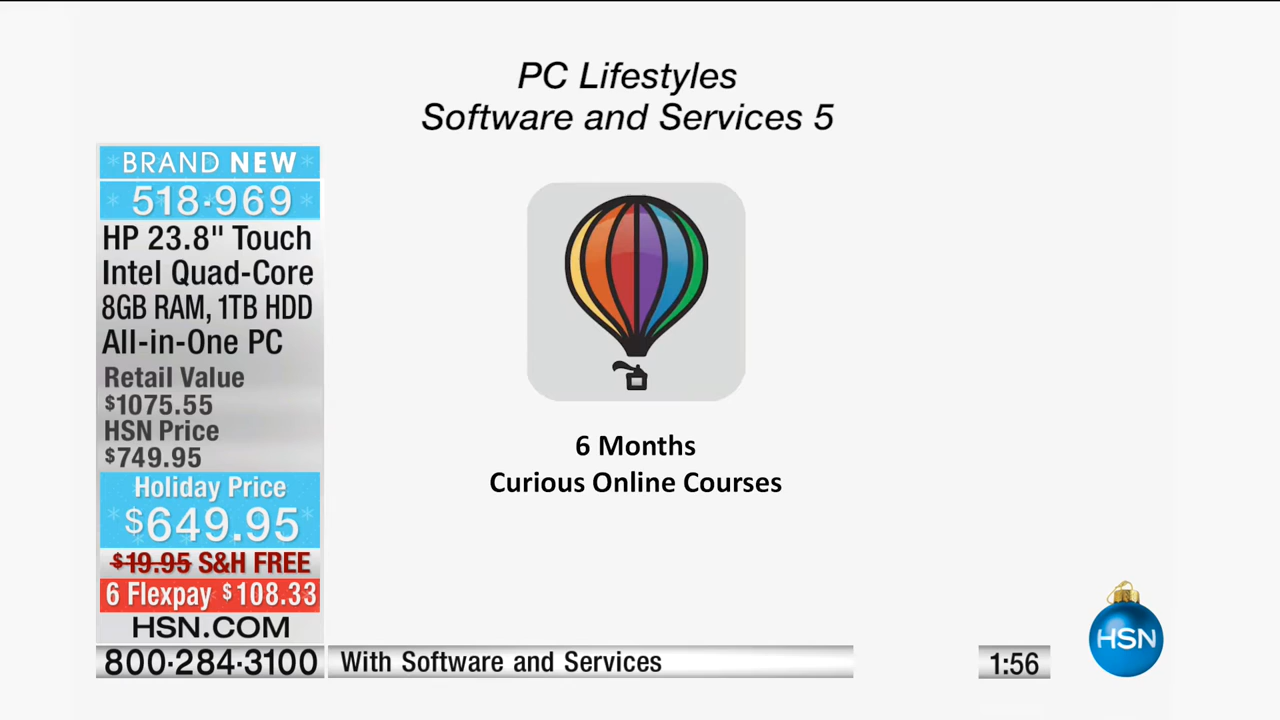 PC Lifestyles
Software and Services 5
BRAND NEW
518·969
HP 23.8" Touch
Intel Quad-Core
8GB RAM, 1TB HDD
All-in-One PC
Retail Value
$1075.55
HSN Price
$749.95
Holiday Price
$649.95
$19.95 S&H FREE
6 Flexpay $108.33
HSN.COM
800·284·3100
6 Months
Curious Online Courses
With Software and Services
1:56
HSN